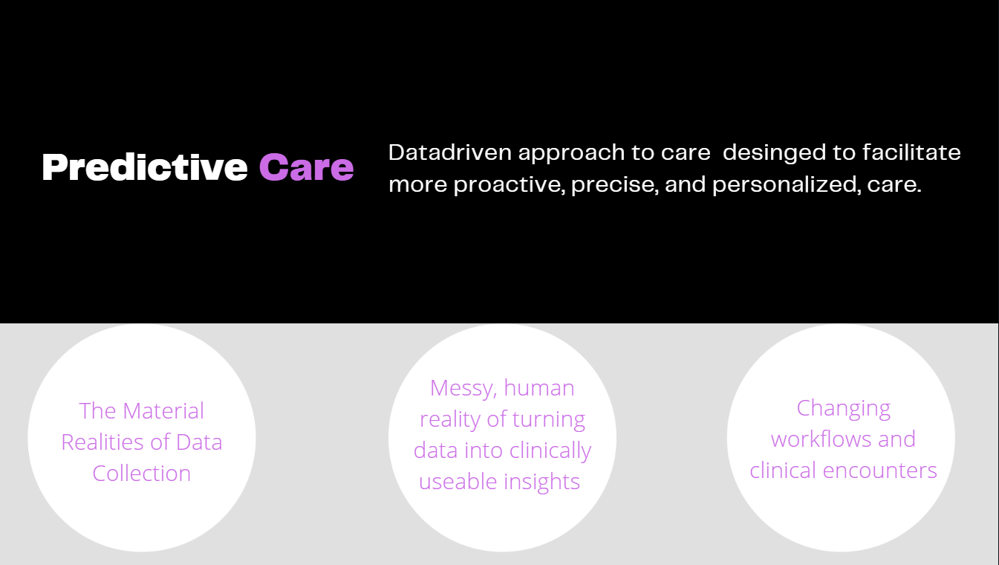 Predictive Care
Datadriven approach to care  desinged to facilitate
more proactive, precise, and personalized, care.
The Material
Realities of Data
Collection
Messy, human
reality of turning
data into clinically
useable insights
Changing
workflows and
clinical encounters